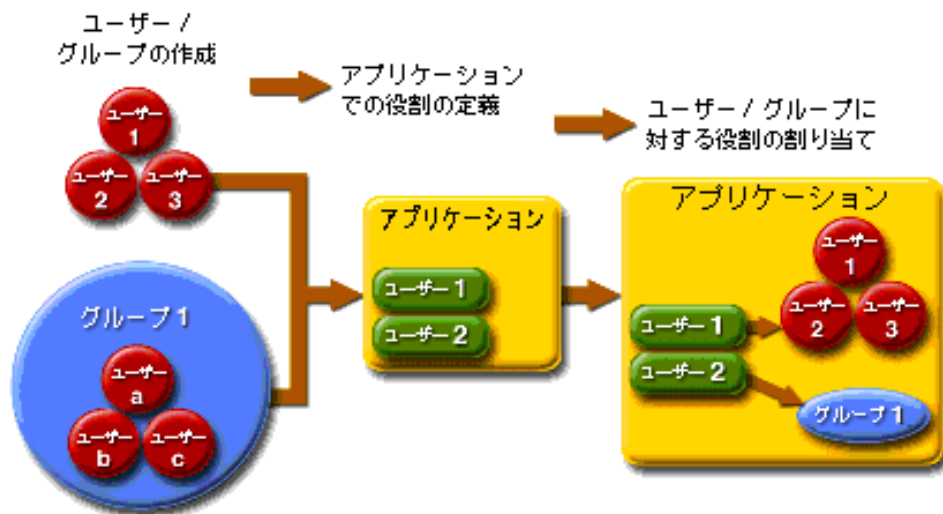 ユーザー /
グループの作成
アプリケーション
での役割の定義
ユーザー / グループに
対する役割の割り当て
ユーザー
1
ユーザー
2
ユーザー
3
グループ 1
ユーザー
a
ユーザー
b
ユーザー
c
アプリケーション
ユーザー 1
ユーザー 2
アプリケーション
ユーザー
1
ユーザー
2
ユーザー
3
ユーザー 1
ユーザー 2
グループ 1